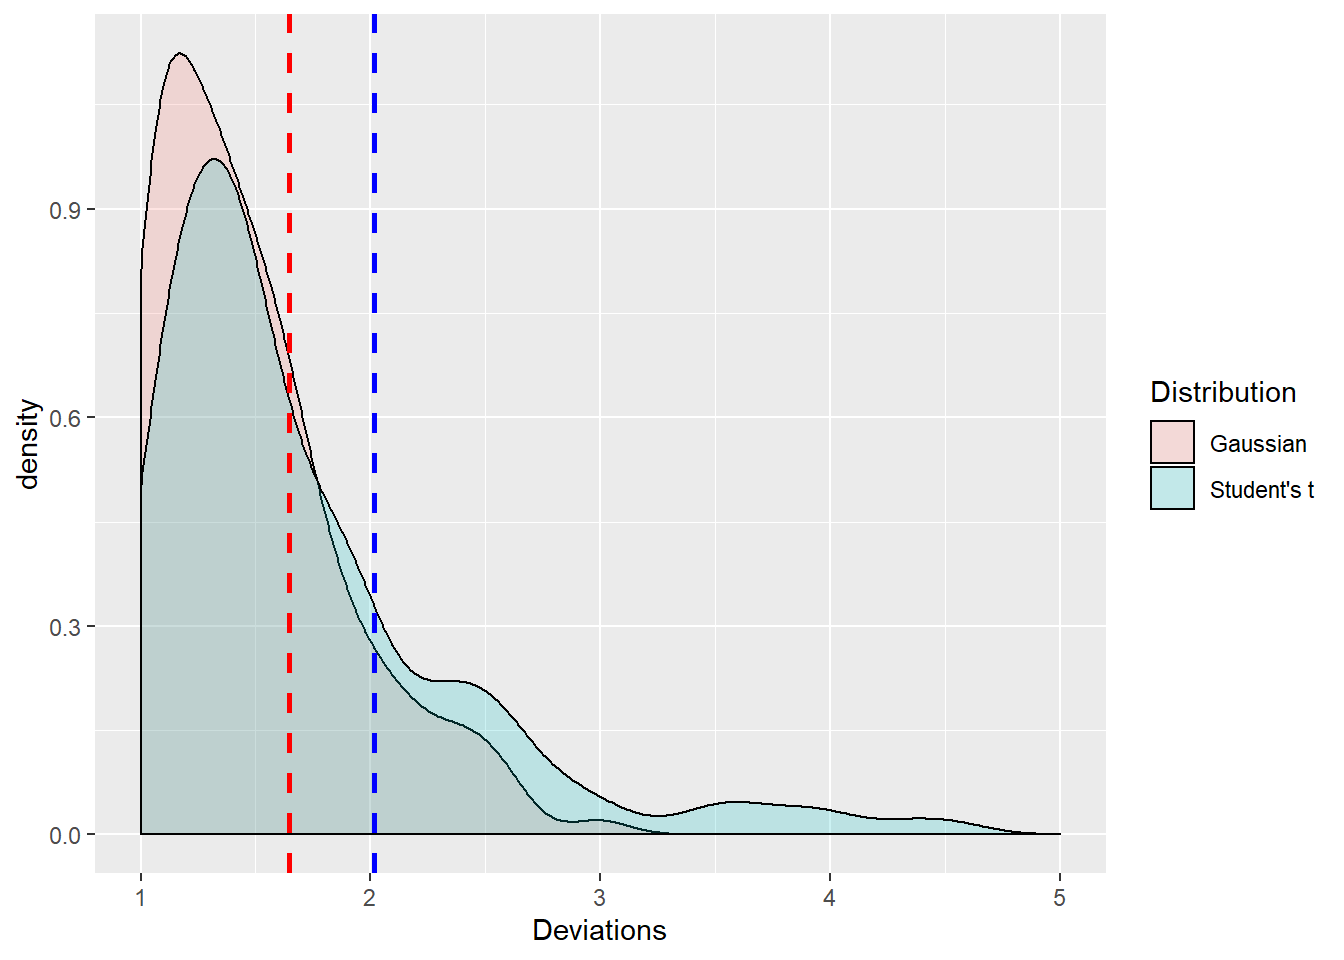 density
0.9
0.6
0.3
0.0
1 2 3 4 5
Deviations
Distribution
Gaussian
Student's t